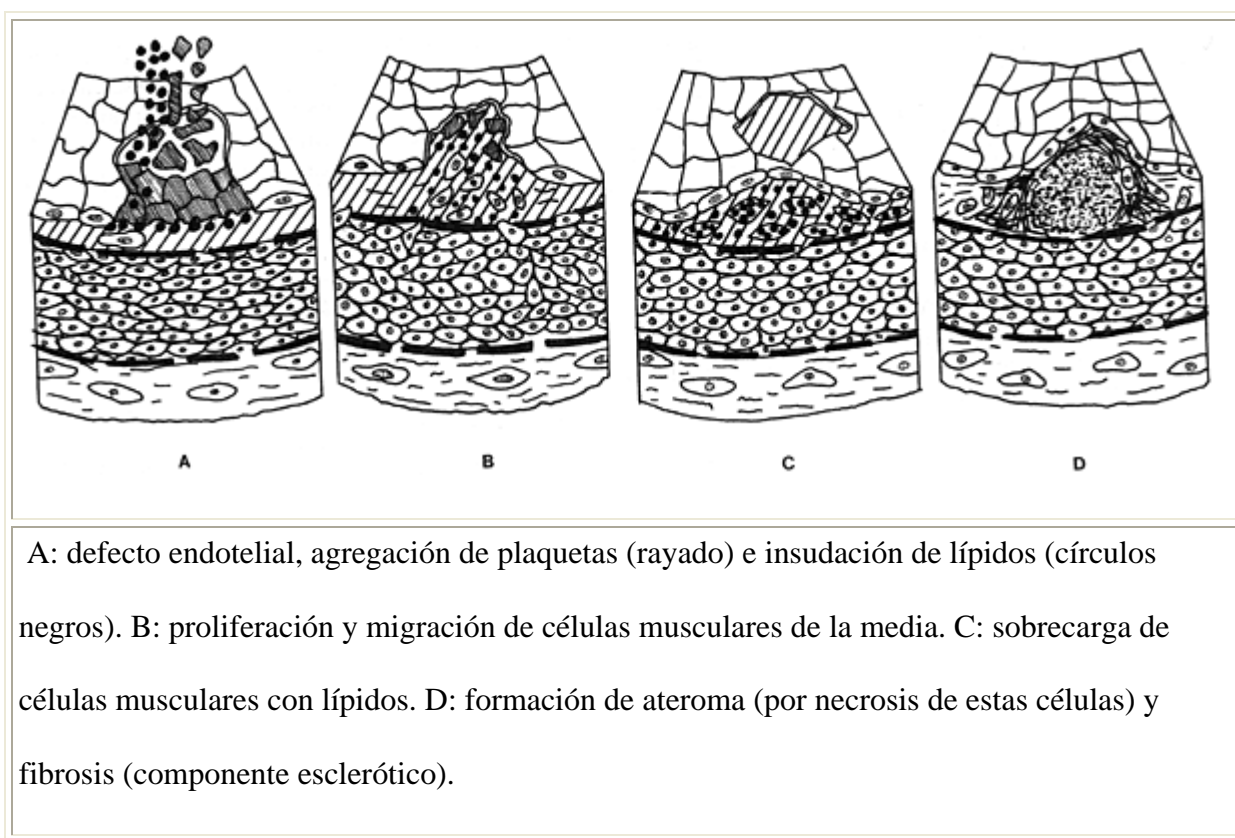 A
B
C
D
A: defecto endotelial, agregación de plaquetas (rayado) e insudación de lípidos (círculos
negros). B: proliferación y migración de células musculares de la media. C: sobrecarga de
células musculares con lípidos. D: formación de ateroma (por necrosis de estas células) y
fibrosis (componente esclerótico).